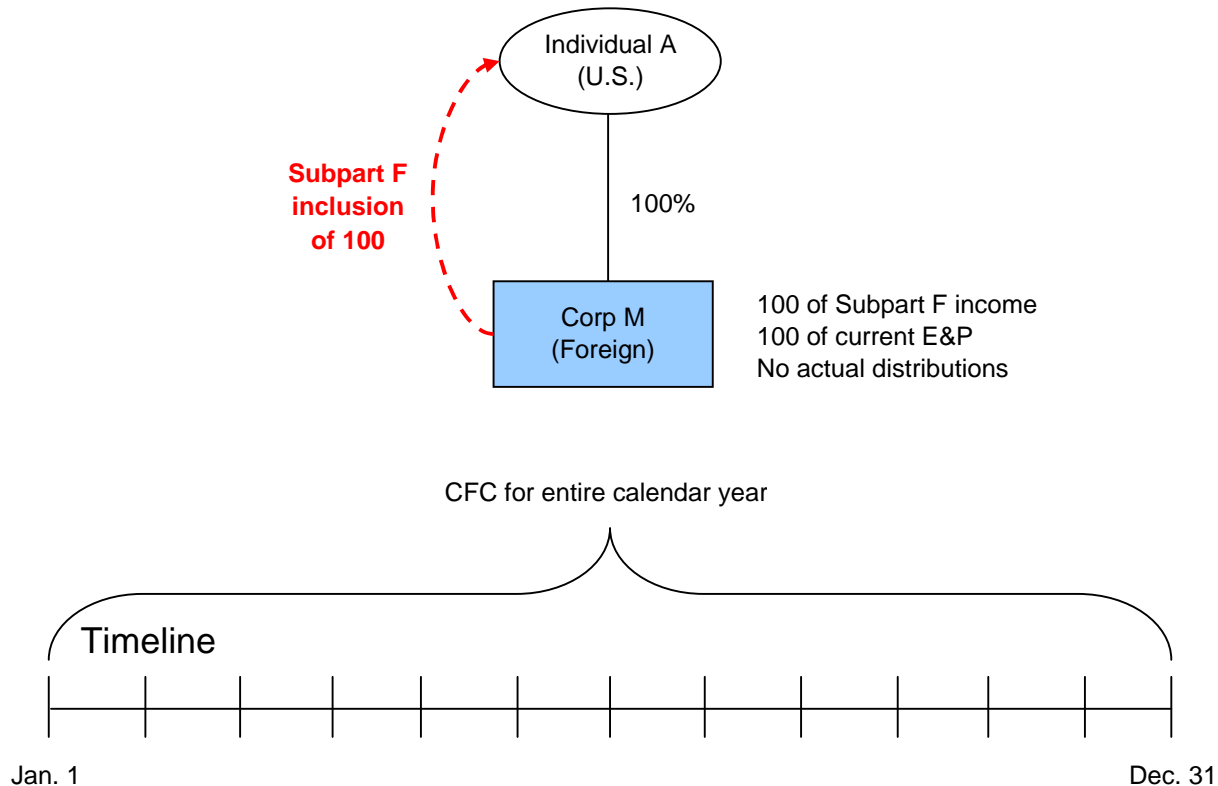 Individual A
(U.S.)
Subpart F
inclusion
of 100
100%
Corp M
(Foreign)
100 of Subpart F income
100 of current E&P
No actual distributions
CFC for entire calendar year
Timeline
Jan. 1
Dec. 31